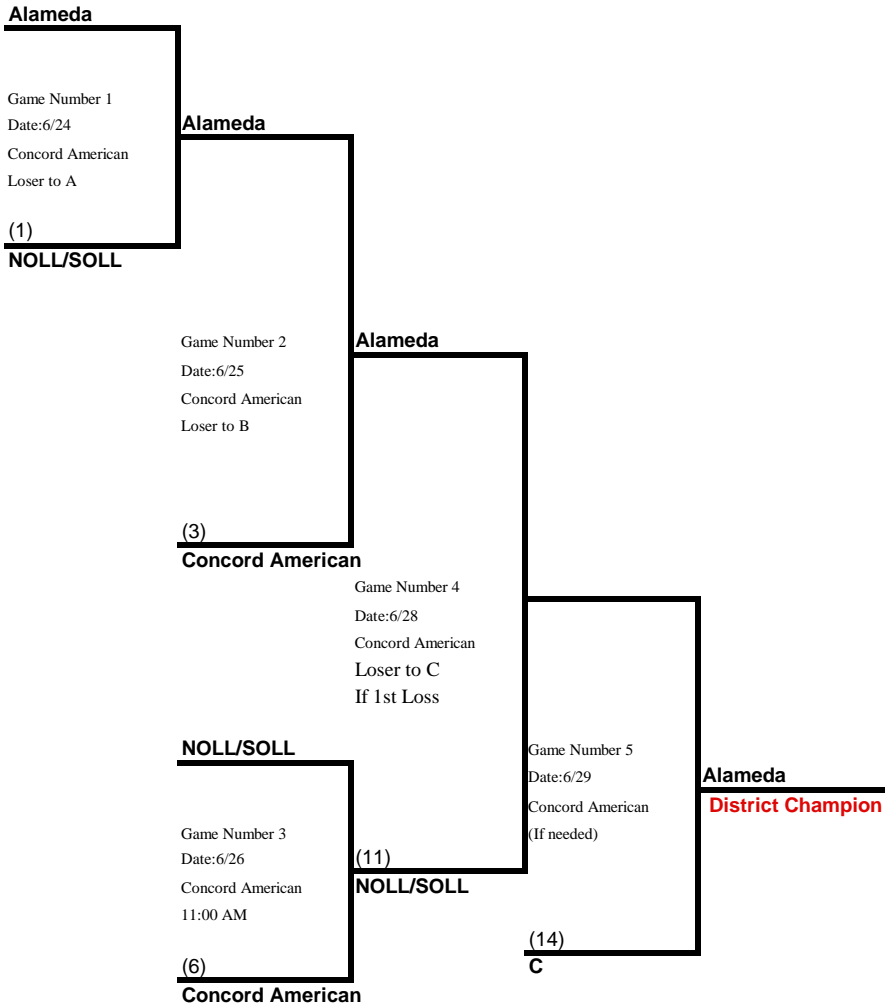 Alameda
Game Number 1
Date:6/24
Concord American
Loser to A
(1)
NOLL/SOLL
Alameda
Game Number 2
Date:6/25
Concord American
Loser to B
(3)
Concord American
Alameda
Game Number 4
Date:6/28
Concord American
Loser to C
If 1st Loss
NOLL/SOLL
Game Number 3
Date:6/26
Concord American
11:00 AM
(6)
Concord American
(11)
NOLL/SOLL
Game Number 5
Date:6/29
Concord American
(If needed)
(14)
C
Alameda
District Champion